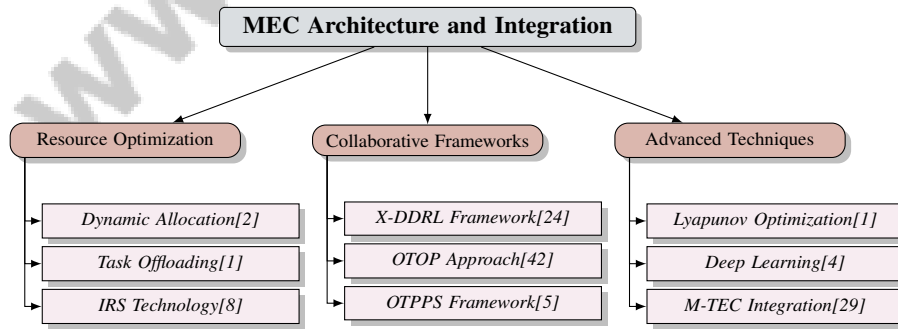 MEC Architecture and Integration
Resource Optimization
Collaborative Frameworks
Advanced Techniques
Dynamic Allocation[2]
Task Offloading[1]
IRS Technology[8]
X-DDRL Framework[24]
OTOP Approach[42]
OTPPS Framework[5]
Lyapunov Optimization[1]
Deep Learning[4]
M-TEC Integration[29]